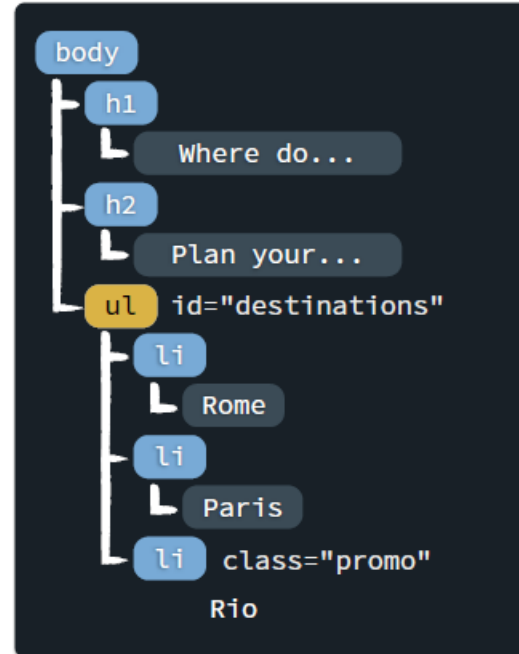 body
h1
Where do...
h2
Plan your...
ul id="destinations"
li
Rome
li
Paris
li class="promo"
Rio